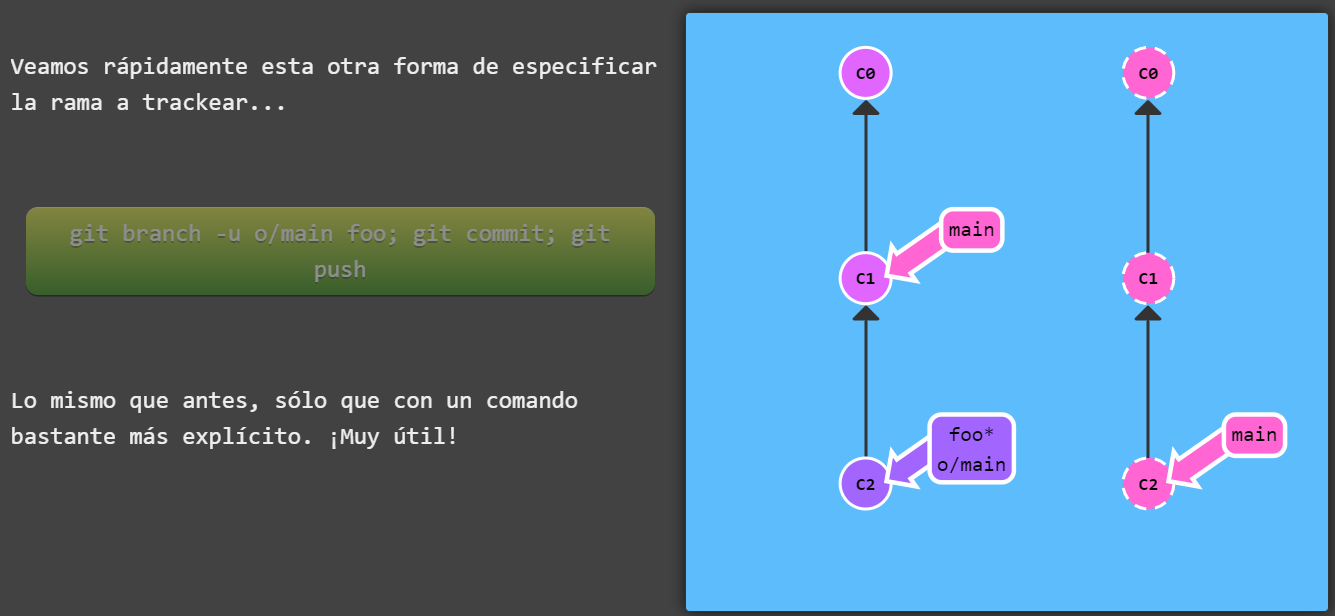 Veamos rápidamente esta otra forma de especificar
la rama a trackear...
git branch -u o/main foo; git commit; git
push
Lo mismo que antes, sólo que con un comando
bastante más explícito. ¡Muy útil!
C0
main
C1
foo*
o/main
C2
C0
C1
main
C2